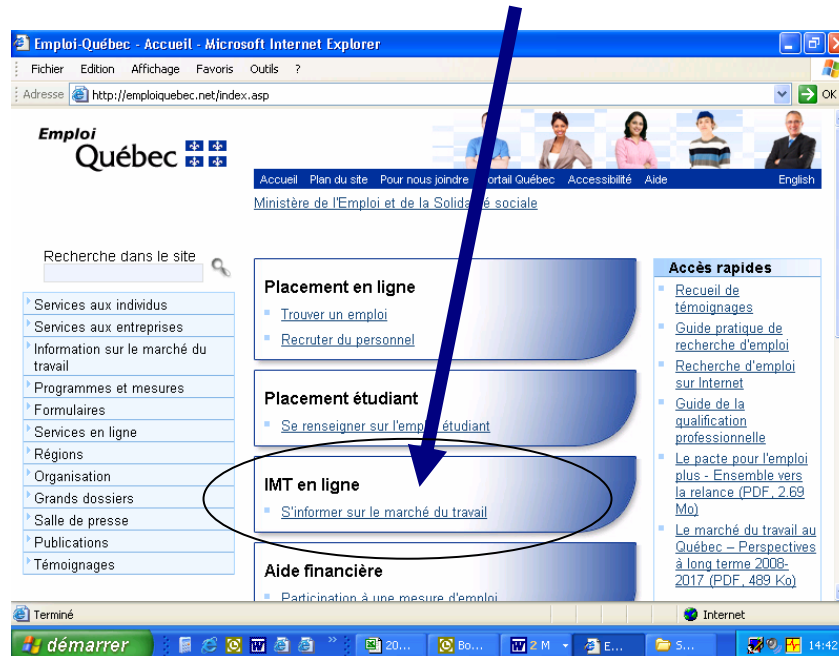 Emploi-Québec - Accueil - Microsoft Internet Explorer
Fichier Edition Affichage Favoris Outils ?
Adresse http://emploiquebec.net/index.asp OK
Emploi
Québec
Accueil Plan du site Pour nous joindre Portail Québec Accessibilité Aide English
Ministère de l'Emploi et de la Solidarité sociale
Recherche dans le site
Services aux individus
Services aux entreprises
Information sur le marché du
travail
Programmes et mesures
Formulaires
Services en ligne
Régions
Organisation
Grands dossiers
Salle de presse
Publications
Témoignages
Placement en ligne
Trouver un emploi
Recruter du personnel
Placement étudiant
Se renseigner sur l'emploi étudiant
IMT en ligne
S'informer sur le marché du travail
Aide financière
Participation à une mesure d'emploi
Accès rapides
Recueil de
témoignages
Guide pratique de
recherche d'emploi
Recherche d'emploi
sur Internet
Guide de la
qualification
professionnelle
Le pacte pour l'emploi
plus - Ensemble vers
la relance (PDF, 2.69
Mo)
Le marché du travail au
Québec – Perspectives
à long terme 2008-
2017 (PDF, 489 Ko)
Terminé Internet
démarrer 20... Bo... 2 M E... S... 14:42